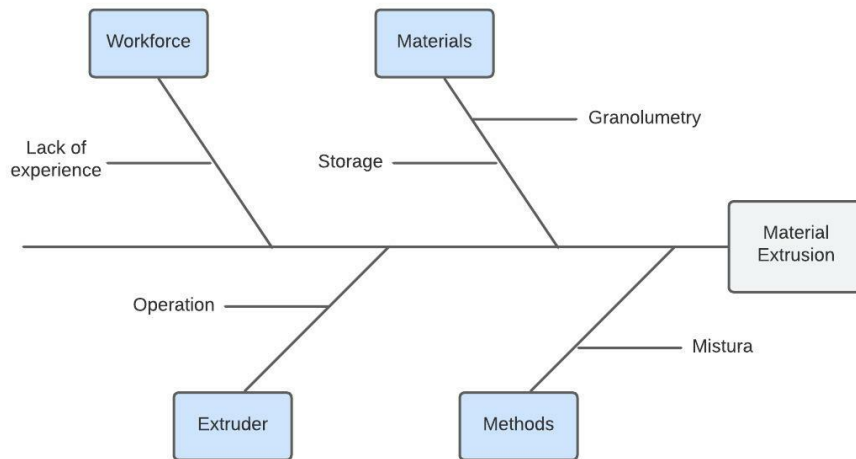 Workforce
Materials
Granolumetry
Lack of
experience
Storage
Material
Extrusion
Operation
Mistura
Extruder
Methods